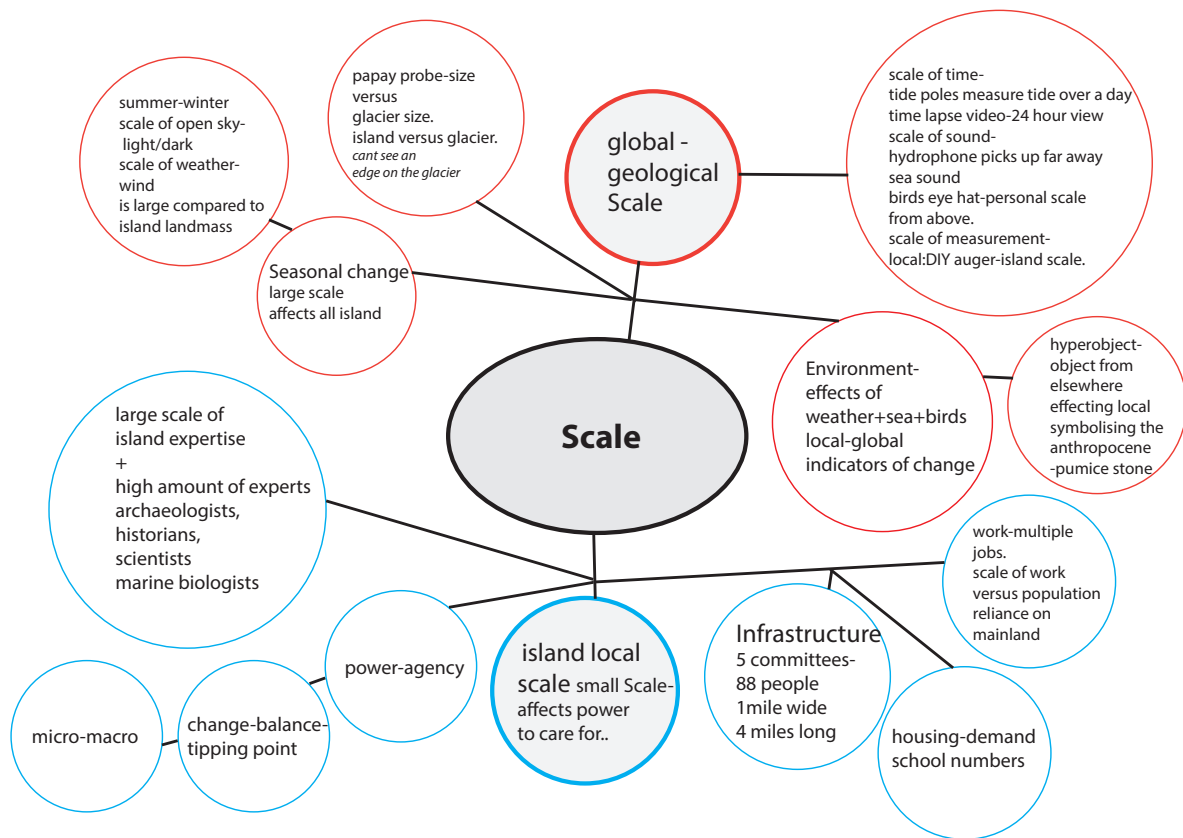 summer-winter
scale of open sky-
light/dark
scale of weather-
wind
is large compared to
island landmass
papay probe-size
versus
glacier size.
island versus glacier.
cant see an
edge on the glacier
global -
geological
Scale
scale of time-
tide poles measure tide over a day
time lapse video-24 hour view
scale of sound-
hydrophone picks up far away
sea sound
birds eye hat-personal scale
from above.
scale of measurement-
local:DIY auger-island scale.
Seasonal change
large scale
affects all island
Environment-
effects of
weather+sea+birds
local-global
indicators of change
hyperobject-
object from
elsewhere
effecting local
symbolising the
anthropocene
-pumice stone
Scale
large scale of
island expertise
+
high amount of experts
archaeologists,
historians,
scientists
marine biologists
work-multiple
jobs.
scale of work
versus population
reliance on
mainland
power-agency
island local
scale small Scale-
affects power
to care for..
Infrastructure
5 committees-
88 people
1mile wide
4 miles long
micro-macro
change-balance-
tipping point
housing-demand
school numbers